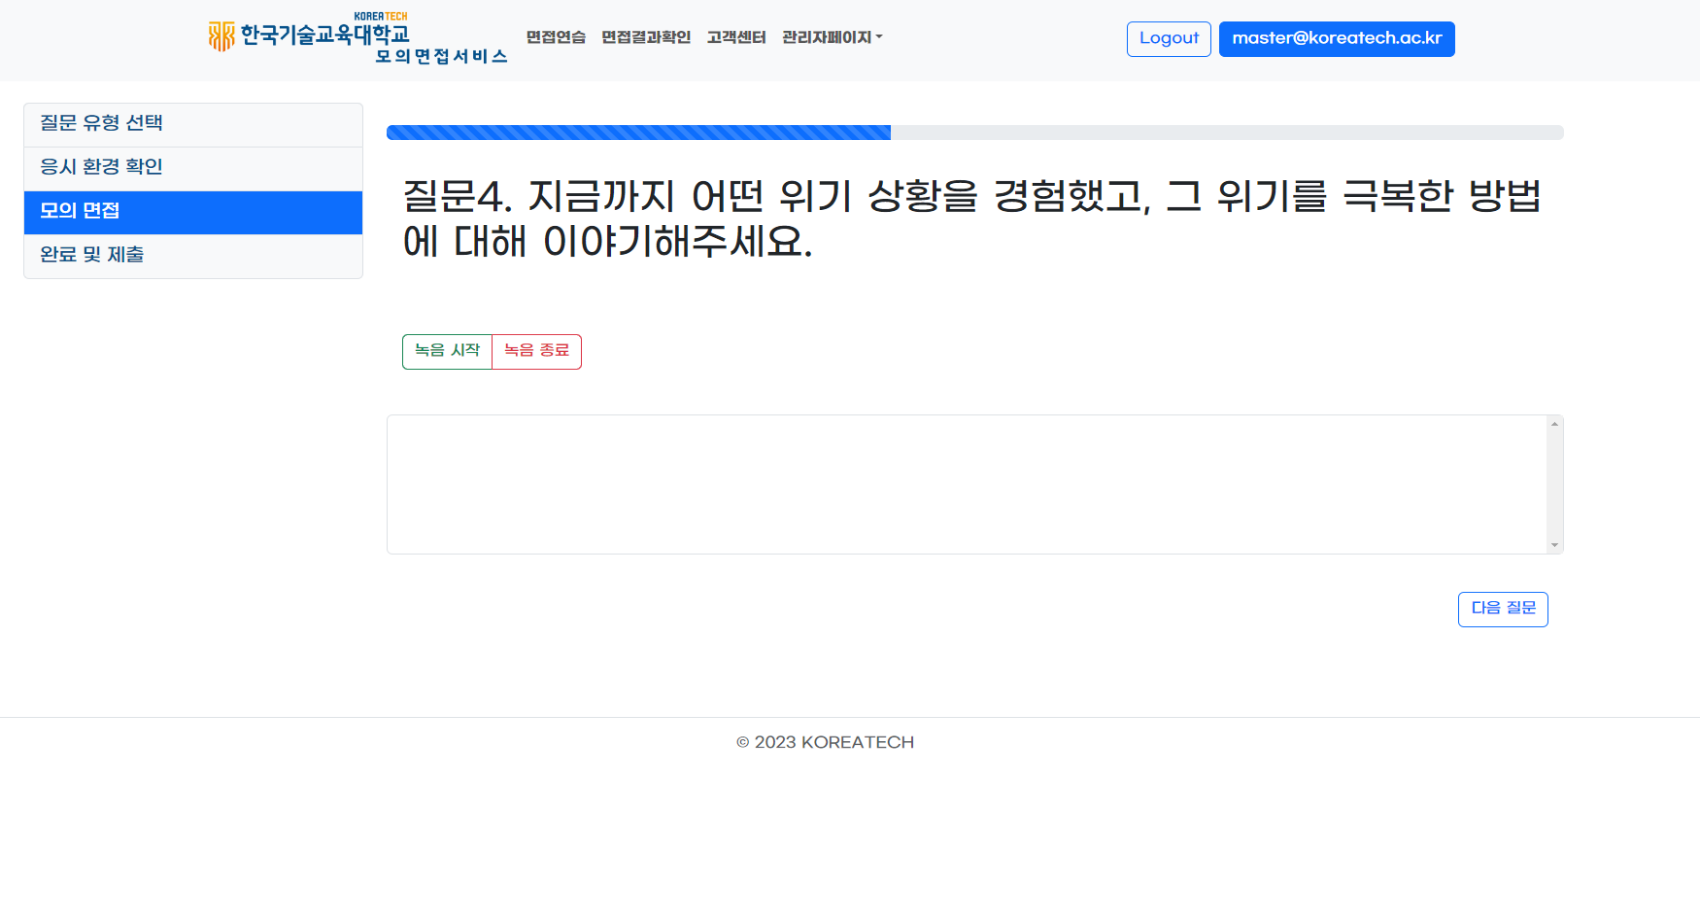 KOREATECH
한국기술교육대학교
모의면접서비스
면접연습 면접결과확인 고객센터 관리자페이지
Logout master@koreatech.ac.kr
질문 유형 선택
응시 환경 확인
모의 면접
완료 및 제출
질문4. 지금까지 어떤 위기 상황을 경험했고, 그 위기를 극복한 방법
에 대해 이야기해주세요.
녹음 시작 녹음 종료
다음 질문
© 2023 KOREATECH